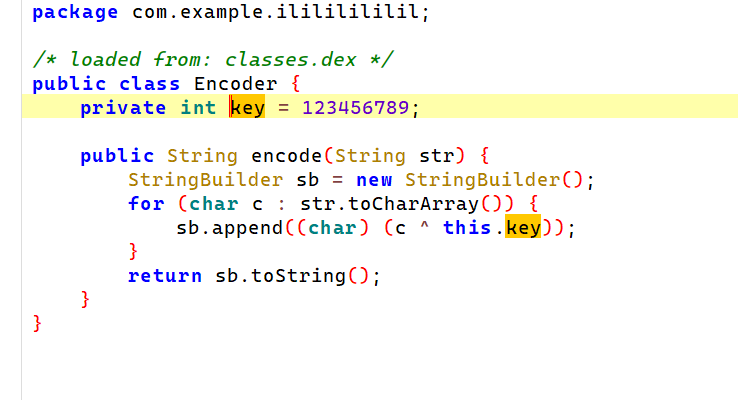 package com.example.ilililililil;
/* loaded from: classes.dex */
public class Encoder {
private int key = 123456789;
public String encode(String str) {
StringBuilder sb = new StringBuilder();
for (char c : str.toCharArray()) {
sb.append((char) (c ^ this.key));
}
return sb.toString();
}
}